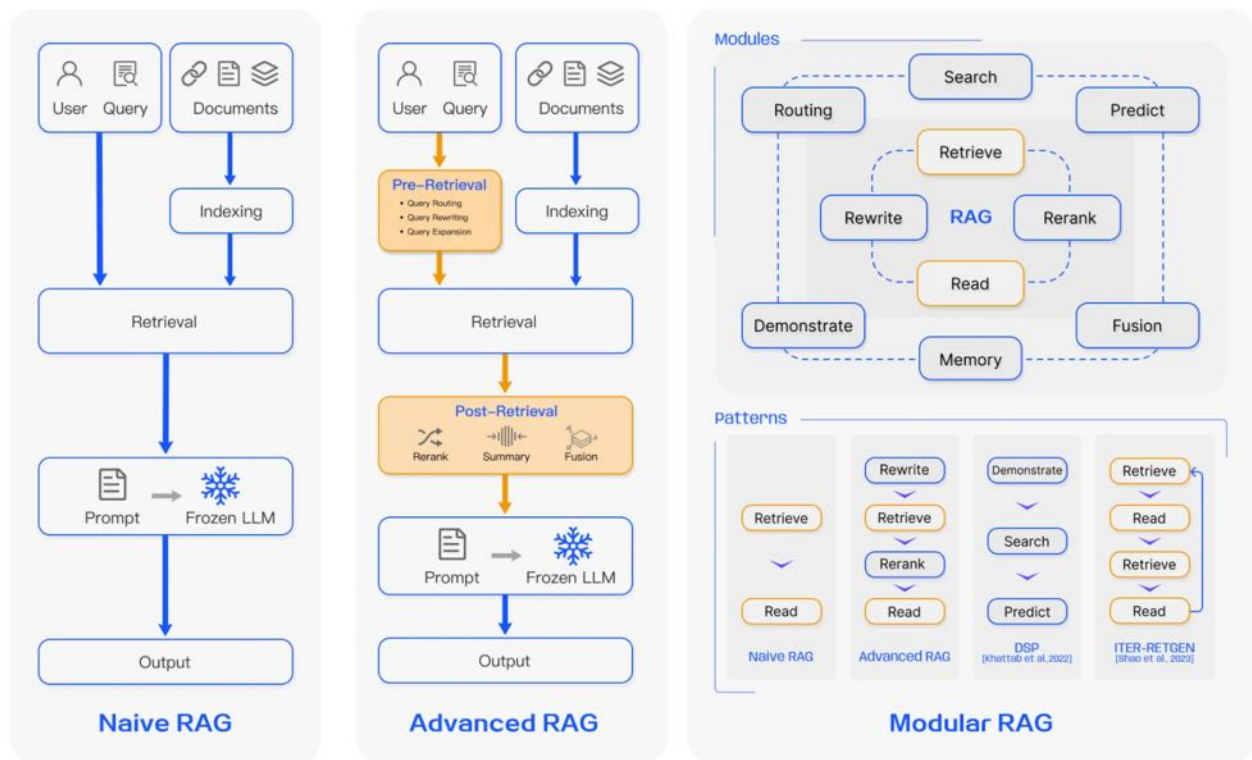 User Query
Documents
Indexing
Retrieval
Prompt
Frozen LLM
Output
Naive RAG
User Query
Documents
Pre-Retrieval
• Query Routing
• Query Rewriting
• Query Expansion
Indexing
Retrieval
Post-Retrieval
Rerank
Summary
Fusion
Prompt
Frozen LLM
Output
Advanced RAG
Modules
Search
Routing
Predict
Retrieve
Rewrite
RAG
Rerank
Read
Demonstrate
Fusion
Memory
Patterns
Retrieve
Read
Naive RAG
Rewrite
Retrieve
Rerank
Read
Advanced RAG
Demonstrate
Search
Predict
DSP
[Khattab et al,2022]
Retrieve
Read
Retrieve
Read
ITER-RETGEN
[Shao et al, 2023]
Modular RAG